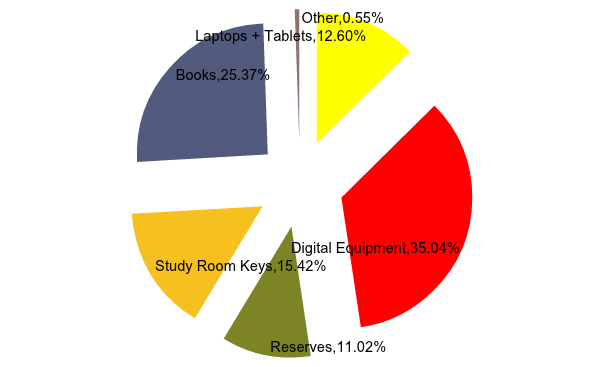 Other,0.55%
Laptops + Tablets,12.60%
Books,25.37%
Digital Equipment,35.04%
Study Room Keys,15.42%
Reserves,11.02%